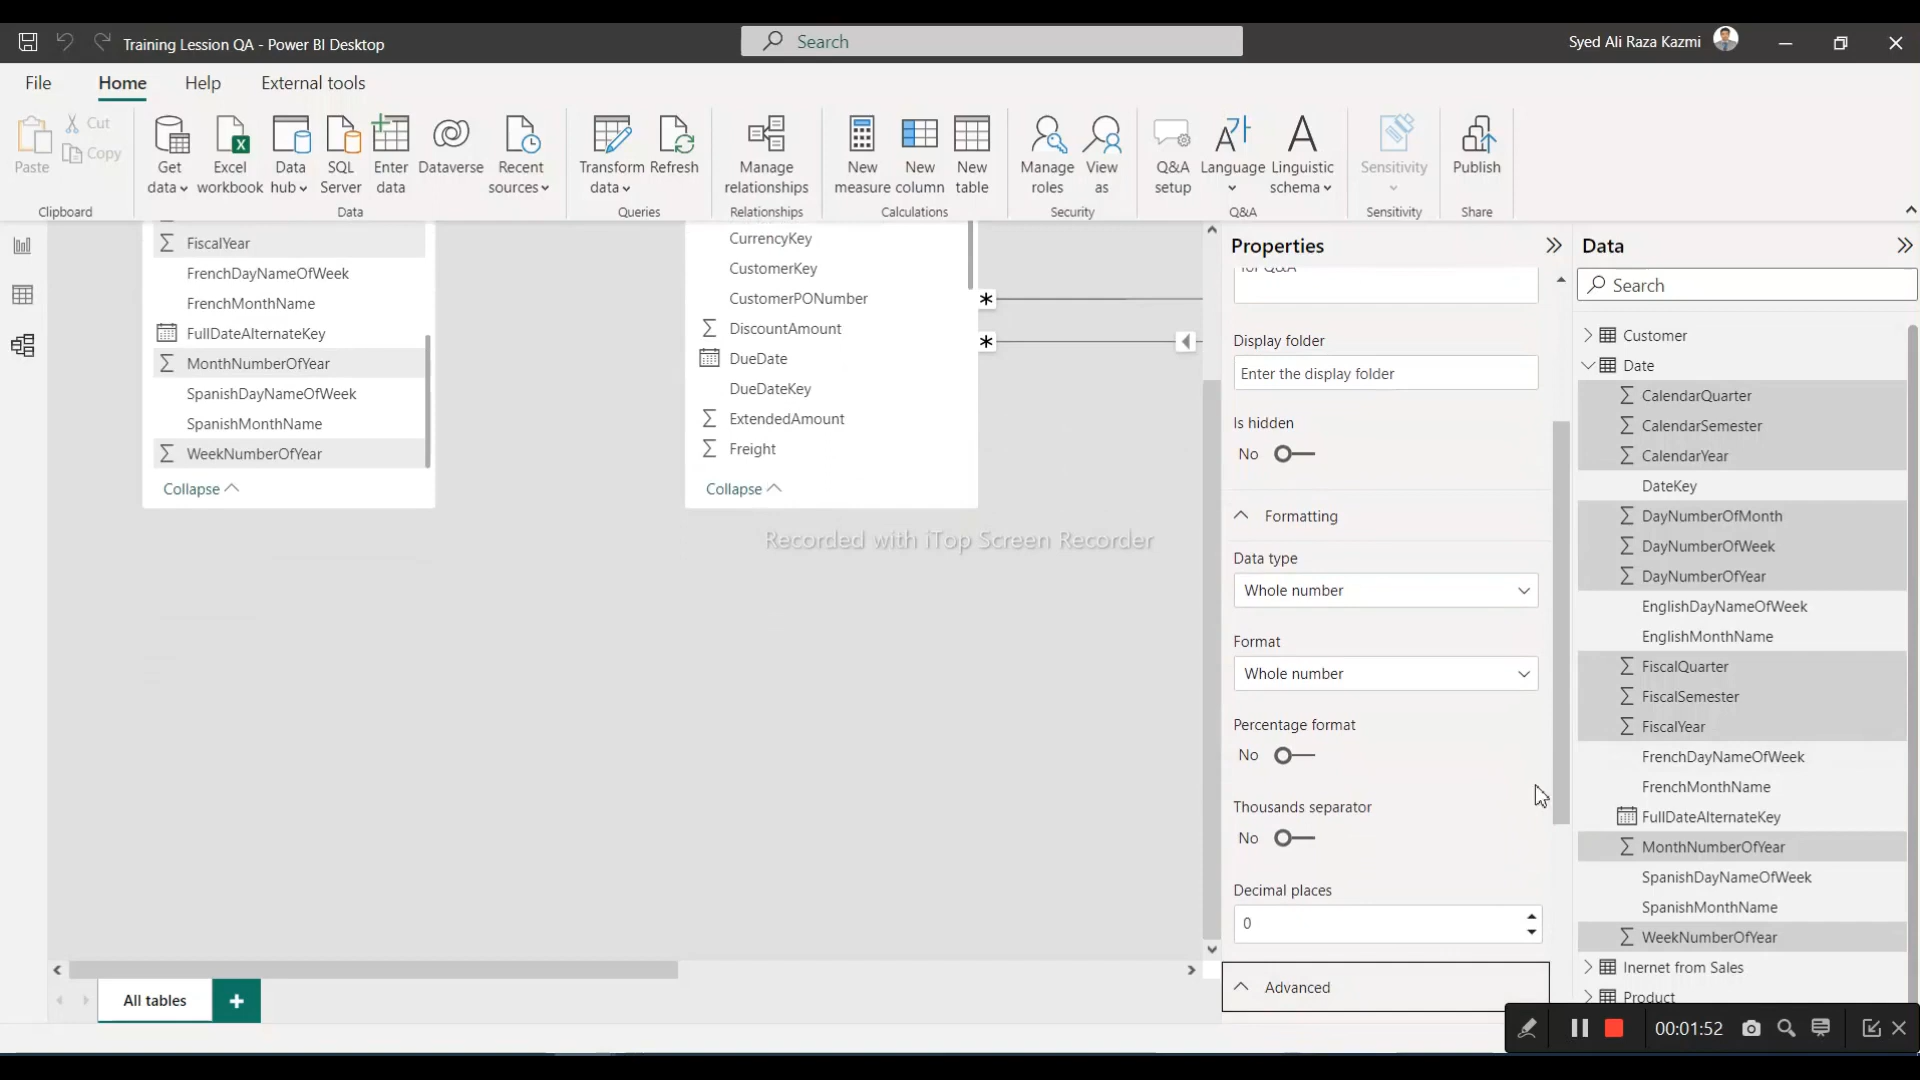 Training Lession QA - Power BI Desktop
Search
Syed Ali Raza Kazmi
File
Home
Help
External tools
Paste
Cut
Copy
Clipboard
Get data
Excel workbook
Data hub
SQL Server
Enter data
Dataverse
Recent sources
Data
Transform data
Refresh
Queries
Manage relationships
Relationships
New measure
New column
New table
Calculations
Manage roles
View as
Security
Q&A setup
Language
Linguistic schema
Q&A
Sensitivity
Sensitivity
Publish
Share
FiscalYear
FrenchDayNameOfWeek
FrenchMonthName
FullDateAlternateKey
MonthNumberOfYear
SpanishDayNameOfWeek
SpanishMonthName
WeekNumberOfYear
Collapse
CurrencyKey
CustomerKey
CustomerPONumber
DiscountAmount
DueDate
DueDateKey
ExtendedAmount
Freight
Collapse
Recorded with iTop Screen Recorder
Properties
for Q&A
Display folder
Enter the display folder
Is hidden
No
Formatting
Data type
Whole number
Format
Whole number
Percentage format
No
Thousands separator
No
Decimal places
0
Advanced
Data
Search
Customer
Date
CalendarQuarter
CalendarSemester
CalendarYear
DateKey
DayNumberOfMonth
DayNumberOfWeek
DayNumberOfYear
EnglishDayNameOfWeek
EnglishMonthName
FiscalQuarter
FiscalSemester
FiscalYear
FrenchDayNameOfWeek
FrenchMonthName
FullDateAlternateKey
MonthNumberOfYear
SpanishDayNameOfWeek
SpanishMonthName
WeekNumberOfYear
Inernet from Sales
Product
All tables
00:01:52